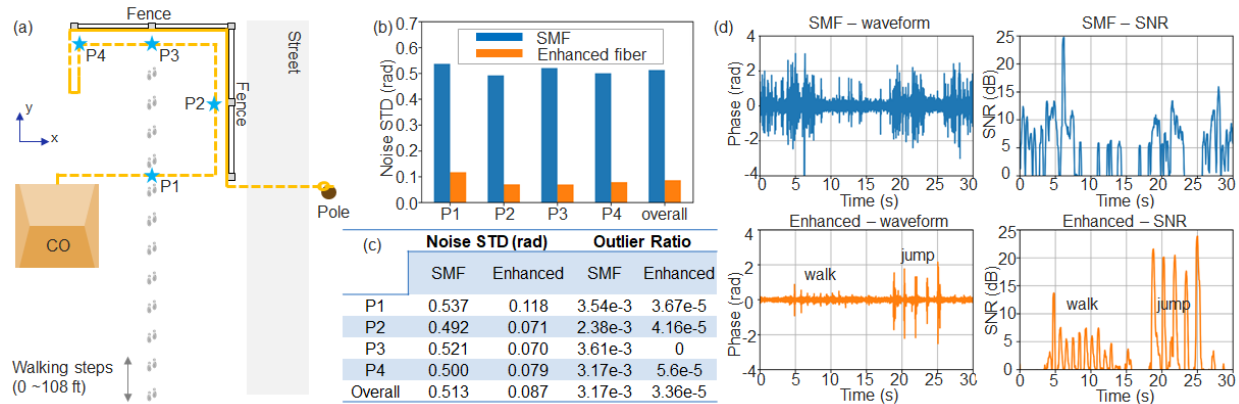 (a)
Fence
P4
P3
Street
Fence
P2
y
x
P1
CO
Pole
Walking steps
(0 ~108 ft)
(b)
0.7
0.6
0.5
0.4
0.3
0.2
0.1
0.0
Noise STD (rad)
SMF
Enhanced fiber
P1 P2 P3 P4 overall
(c) Noise STD (rad) Outlier Ratio
SMF Enhanced SMF Enhanced
P1 0.537 0.118 3.54e-3 3.67e-5
P2 0.492 0.071 2.38e-3 4.16e-5
P3 0.521 0.070 3.61e-3 0
P4 0.500 0.079 3.17e-3 5.6e-5
Overall 0.513 0.087 3.17e-3 3.36e-5
(d)
SMF – waveform
4
2
0
-2
-4
Phase (rad)
0 5 10 15 20 25 30
Time (s)
SMF – SNR
25
20
15
10
5
0
SNR (dB)
0 5 10 15 20 25 30
Time (s)
Enhanced – waveform
4
2
0
-2
-4
Phase (rad)
walk
jump
0 5 10 15 20 25 30
Time (s)
Enhanced – SNR
25
20
15
10
5
0
SNR (dB)
walk
jump
0 5 10 15 20 25 30
Time (s)